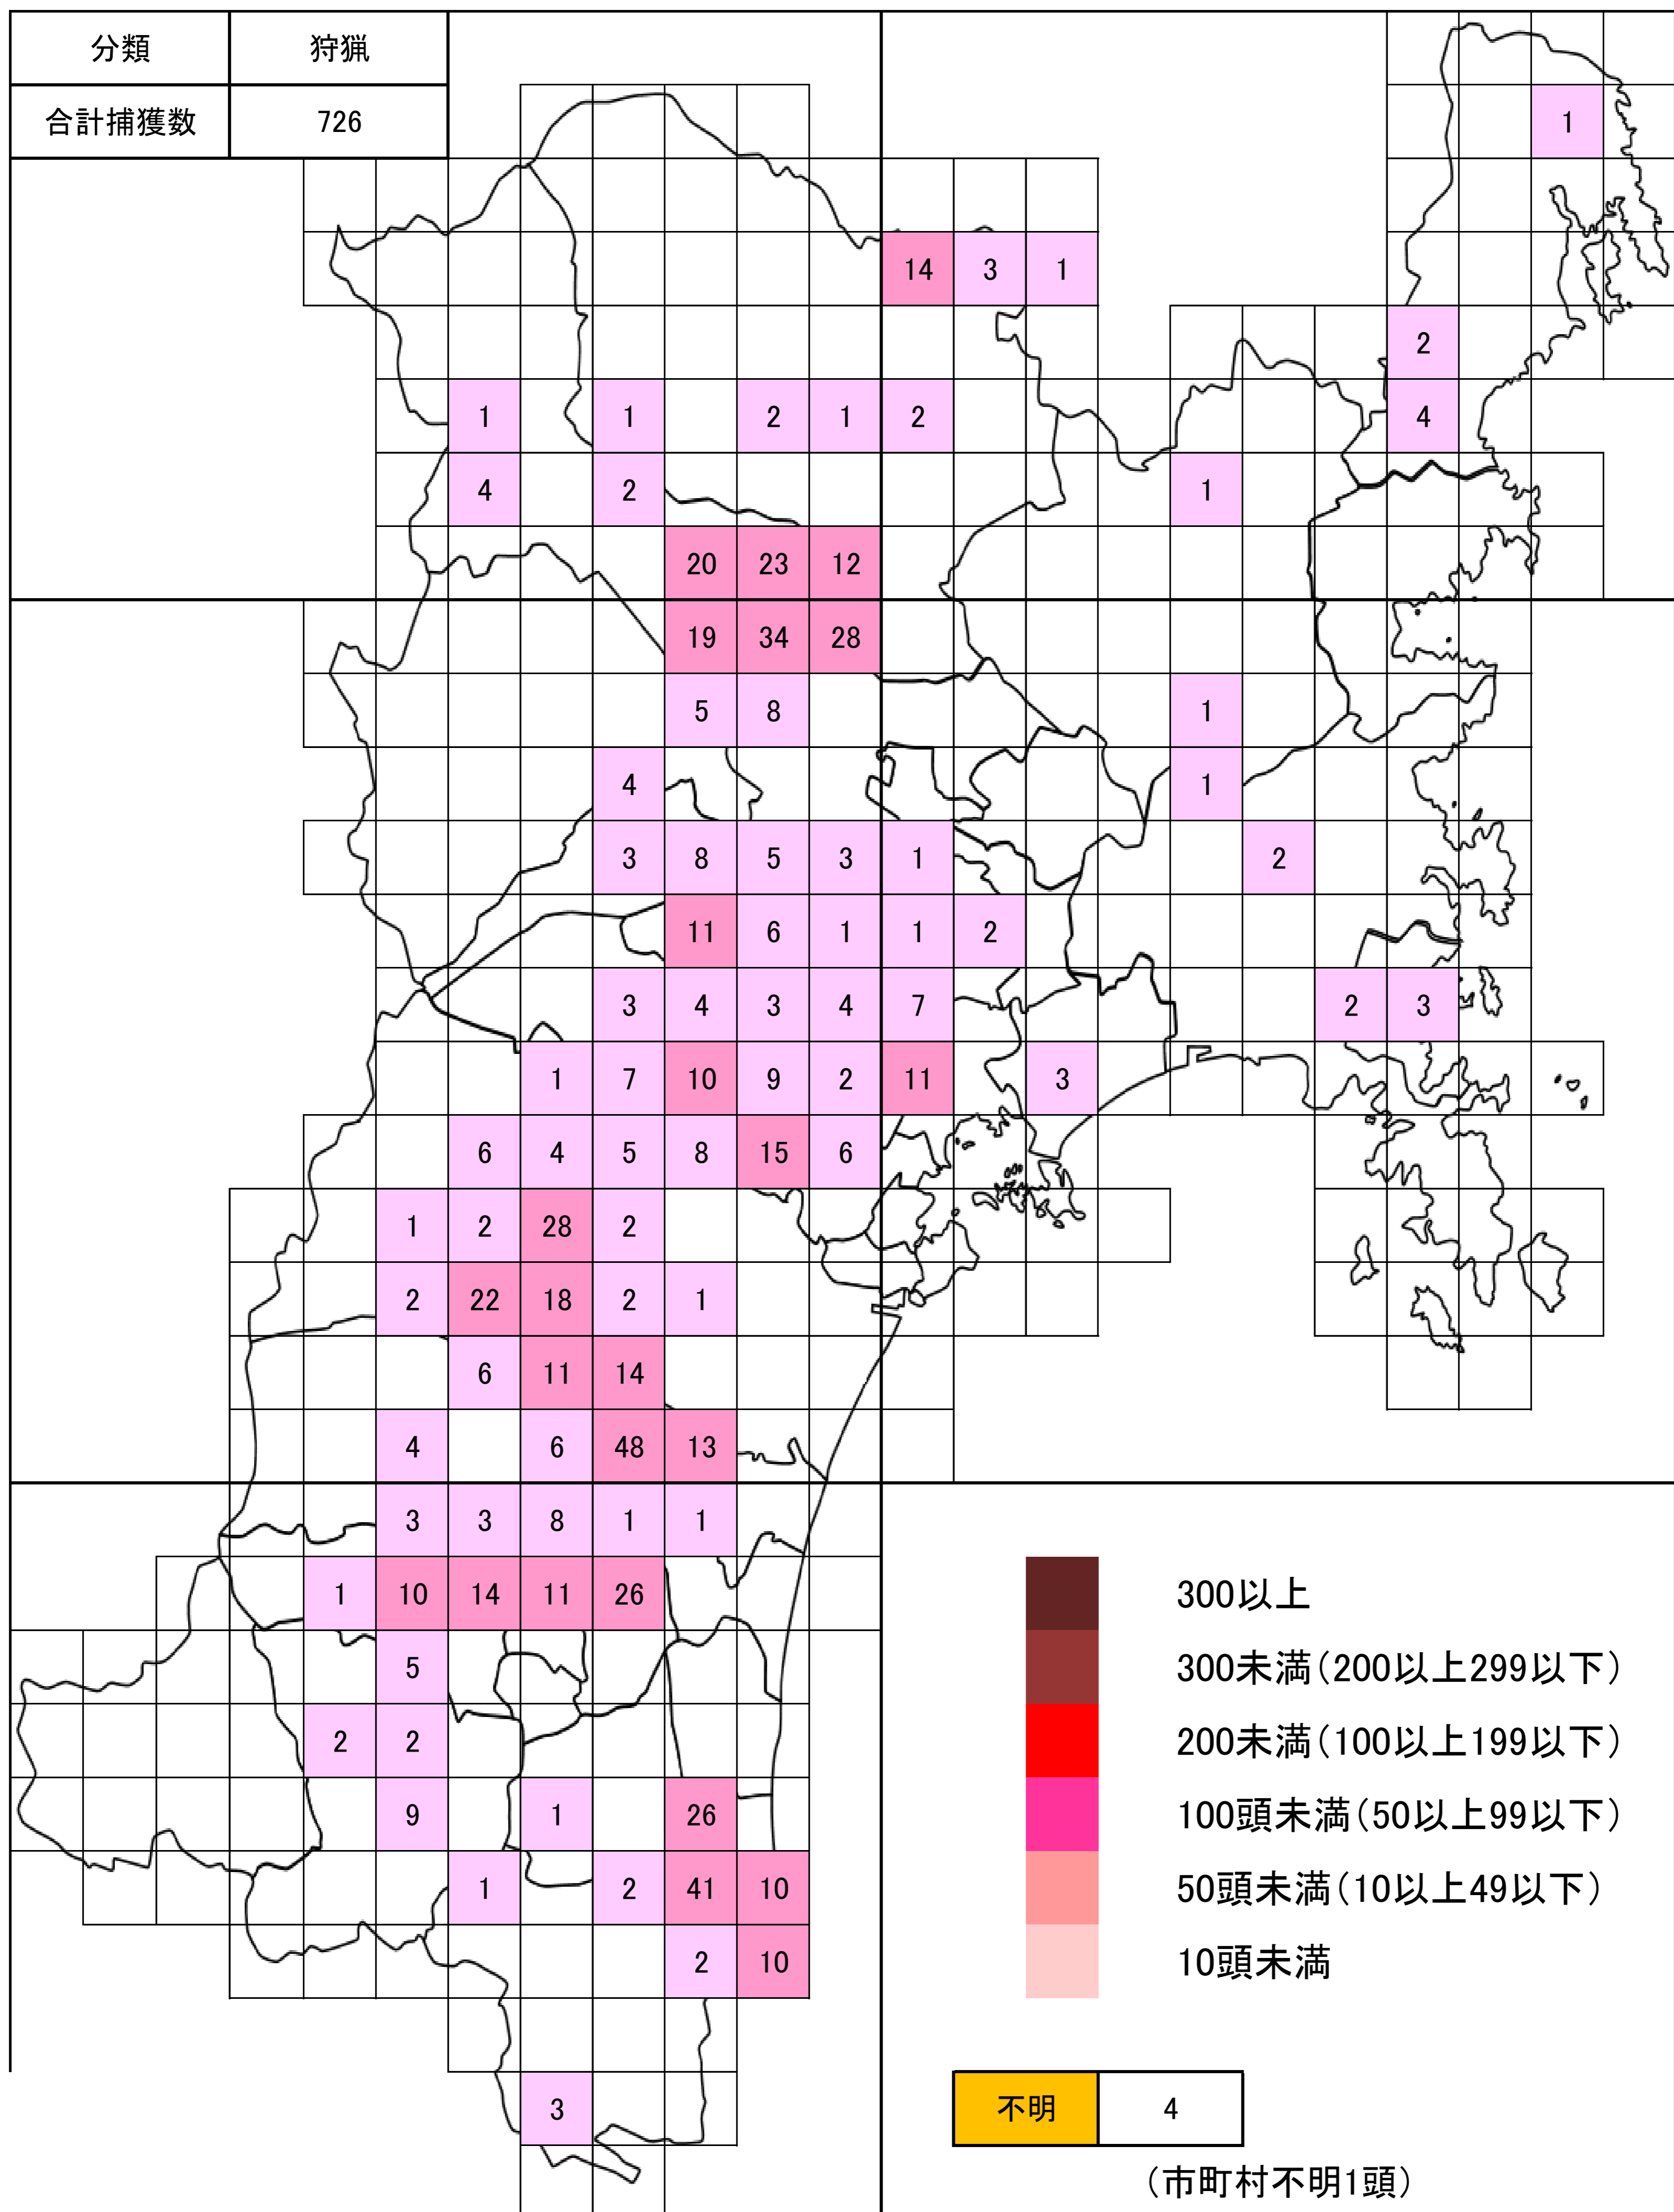 分類 狩猟
合計捕獲数 726
1
14 3 1
2
1 1 2 1 2 4
4 2 1
20 23 12
19 34 28
5 8 1
4 1
3 8 5 3 1 2
11 6 1 1 2
3 4 3 4 7 2 3
1 7 10 9 2 11 3
6 4 5 8 15 6
1 2 28 2
2 22 18 2 1
6 11 14
4 6 48 13
3 3 8 1 1
1 10 14 11 26 300以上
5 300未満（200以上299以下）
2 2 200未満（100以上199以下）
9 1 26 100頭未満（50以上99以下）
1 2 41 10 50頭未満（10以上49以下）
2 10 10頭未満
3 不明 4
（市町村不明1頭）